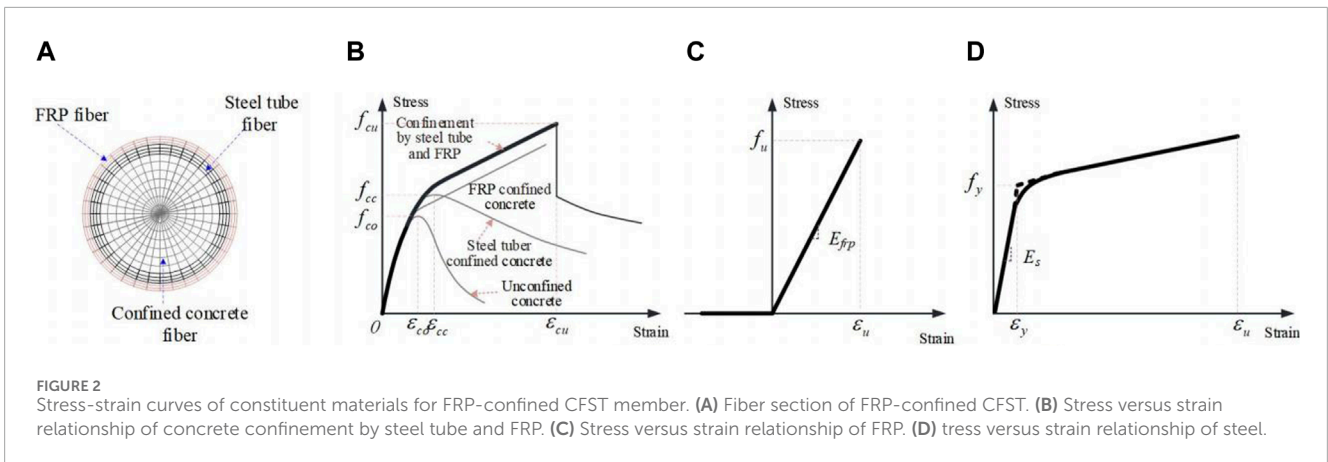 A
B
C
D
FRP fiber
Steel tube
fiber
Confined concrete
fiber
Stress
f_cu
Confinement
by steel tube
and FRP
f_cc
FRP confined
concrete
f_co
Steel tuber
confined concrete
Unconfined
concrete
0
ε_co
ε_cc
ε_cu
Strain
Stress
f_u
E_frp
ε_u
Strain
Stress
f_y
E_s
ε_y
ε_u
Strain
FIGURE 2
Stress-strain curves of constituent materials for FRP-confined CFST member. (A) Fiber section of FRP-confined CFST. (B) Stress versus strain
relationship of concrete confinement by steel tube and FRP. (C) Stress versus strain relationship of FRP. (D) tress versus strain relationship of steel.